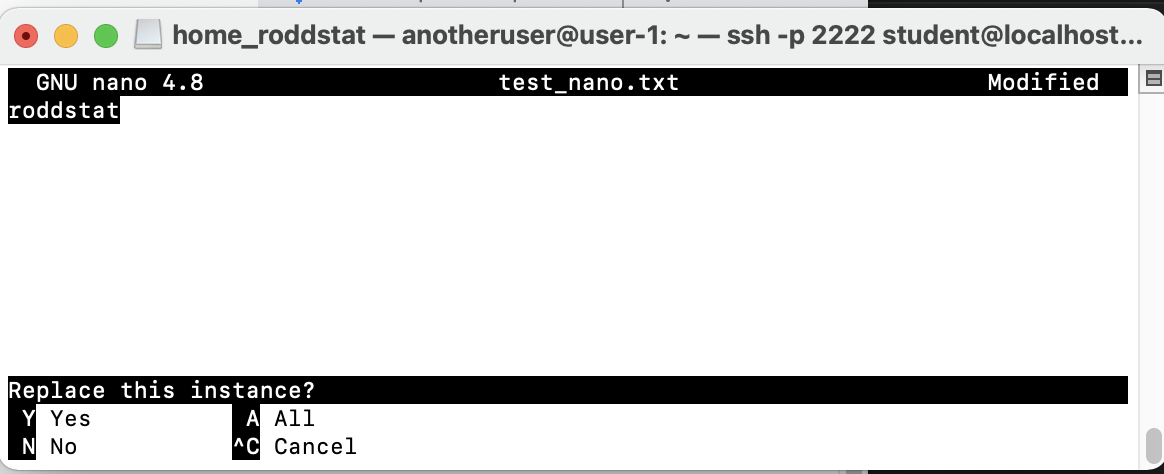 home_roddstat — anotheruser@user-1: ~ — ssh -p 2222 student@localhost...
GNU nano 4.8 test_nano.txt Modified
roddstat
Replace this instance?
Y Yes A All
N No ^C Cancel